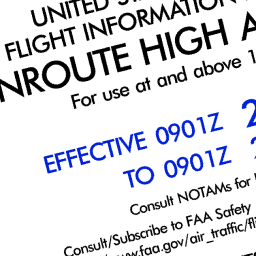 UNITED
FLIGHT INFORMATION
ENROUTE HIGH
For use at and above
EFFECTIVE 0901Z
TO 0901Z
Consult NOTAMs for
Consult/Subscribe to FAA Safety
www.faa.gov/air_traffic/